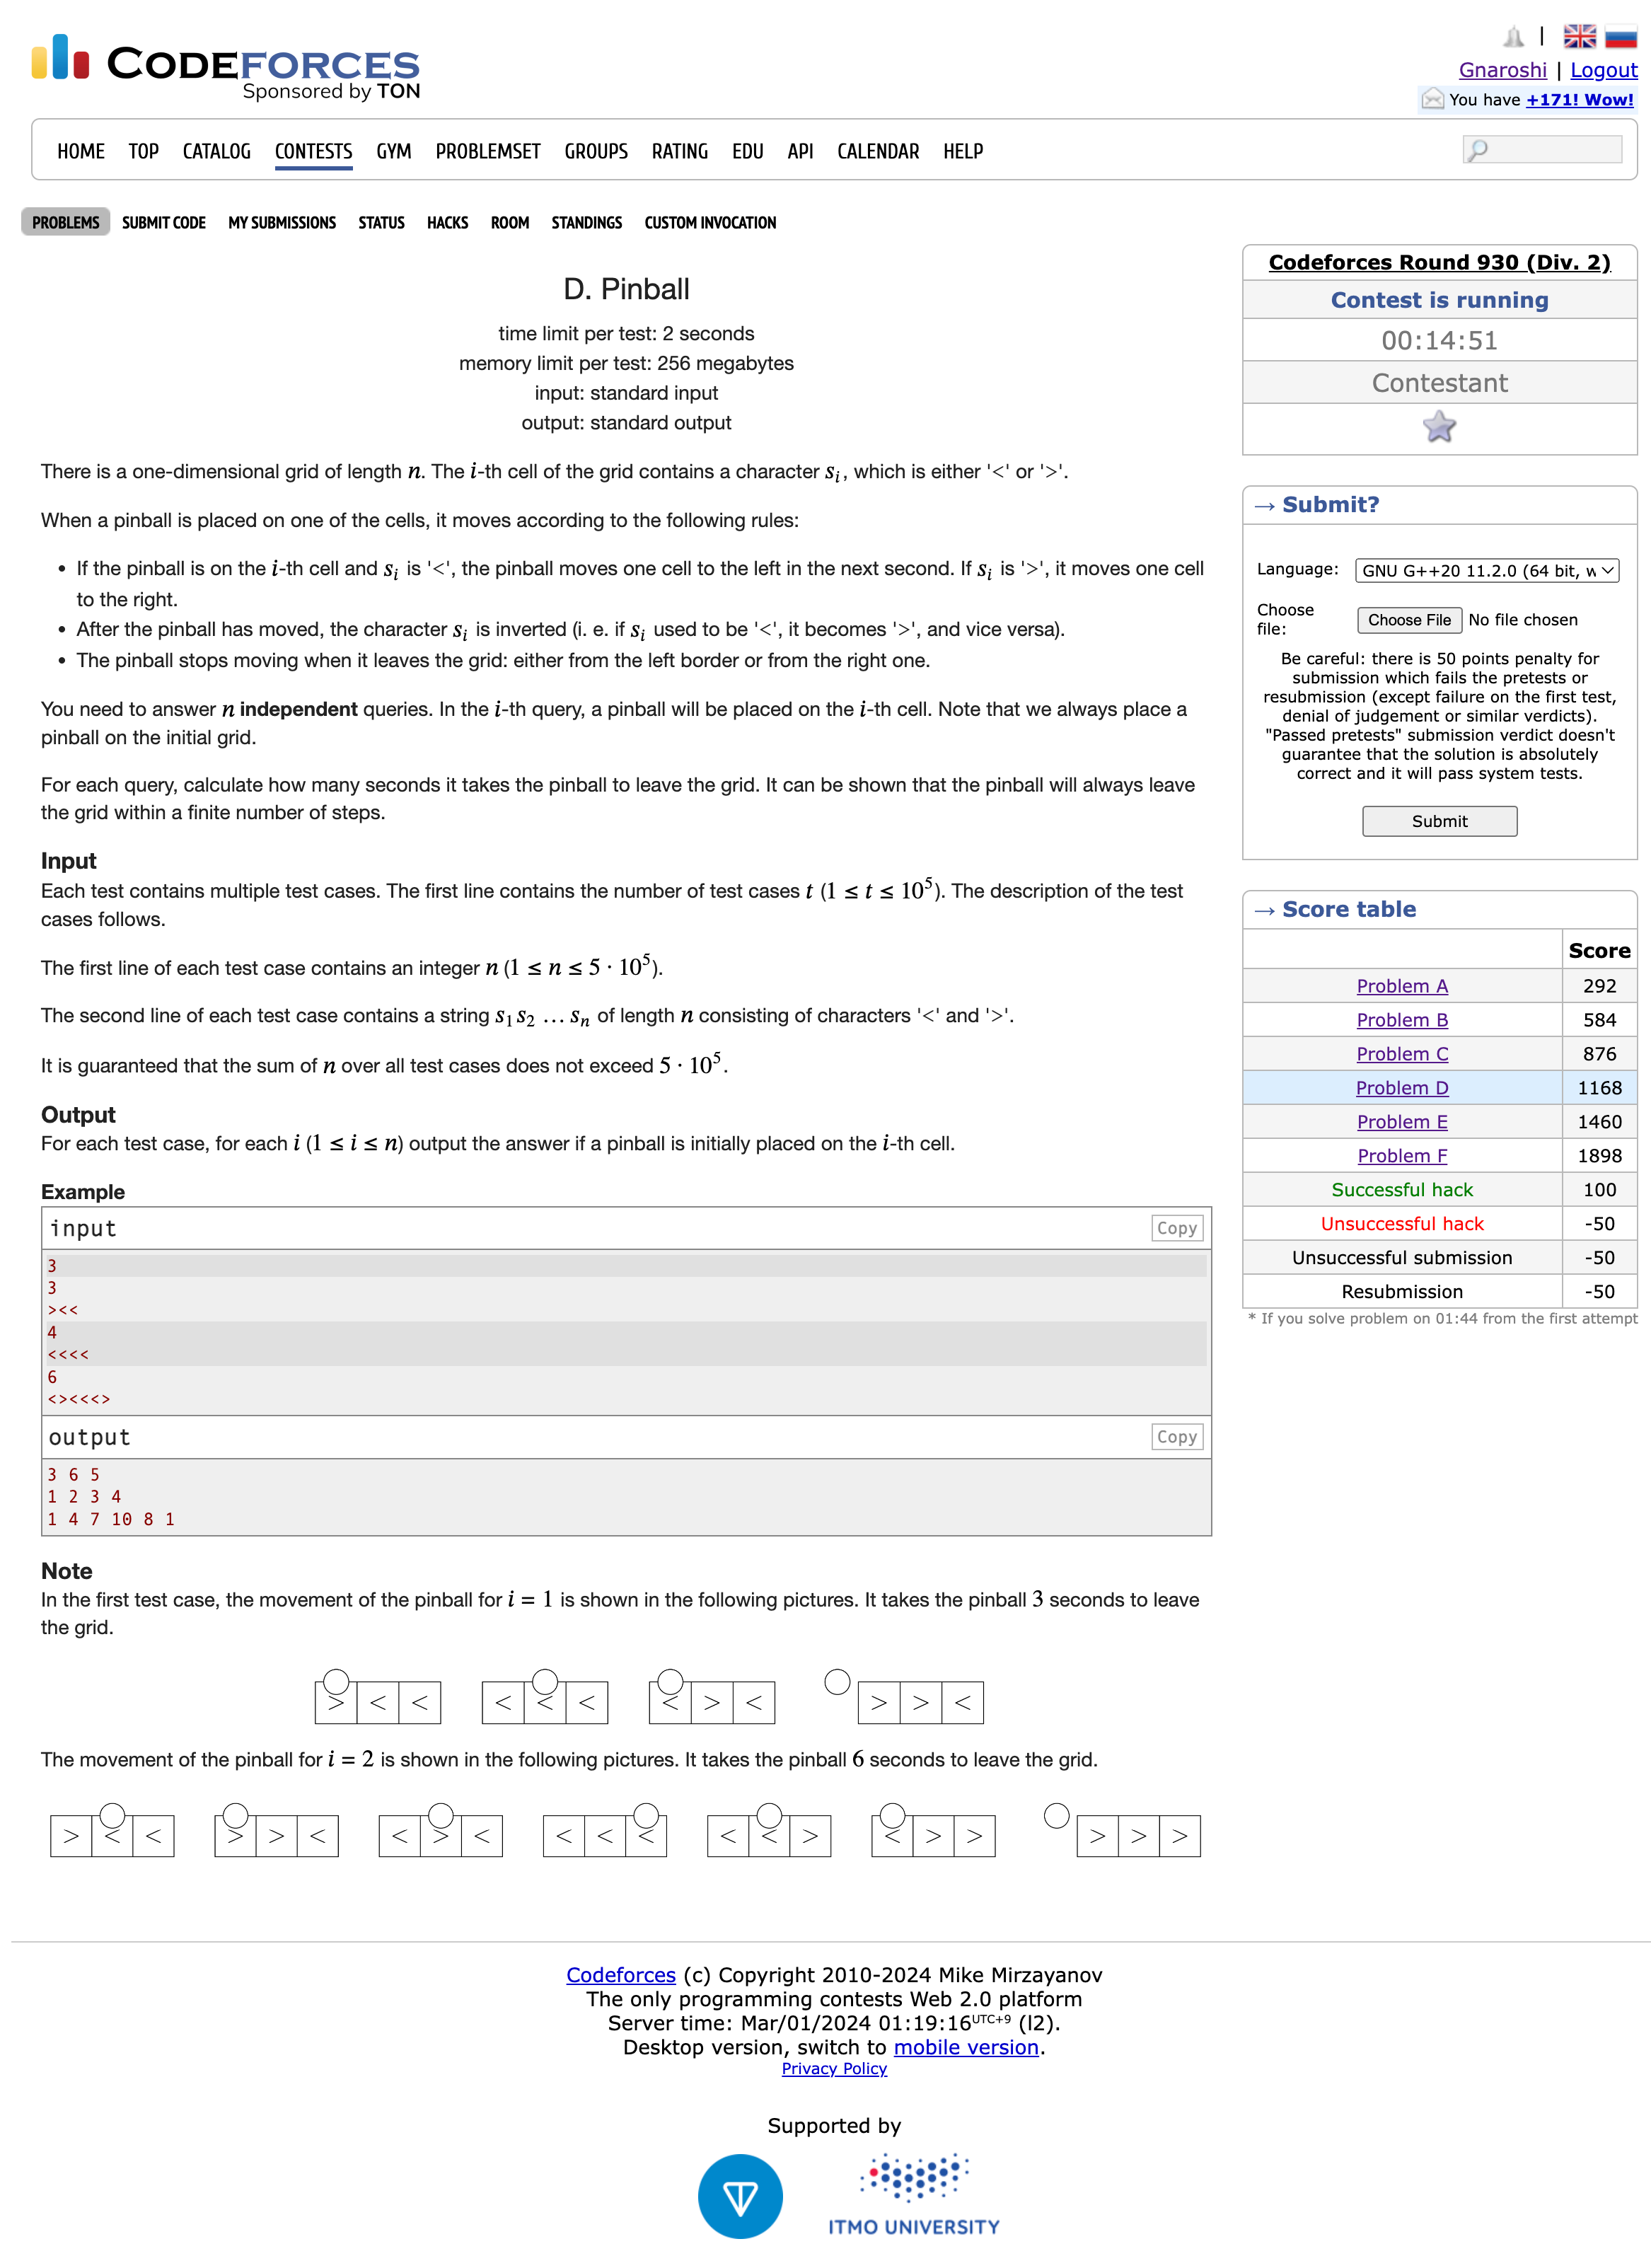 |
Gnaroshi | Logout
CODEFORCES
Sponsored by TON
You have +171! Wow!
HOME TOP CATALOG CONTESTS GYM PROBLEMSET GROUPS RATING EDU API CALENDAR HELP
PROBLEMS SUBMIT CODE MY SUBMISSIONS STATUS HACKS ROOM STANDINGS CUSTOM INVOCATION
D. Pinball
time limit per test: 2 seconds
memory limit per test: 256 megabytes
input: standard input
output: standard output
There is a one-dimensional grid of length n. The i-th cell of the grid contains a character s_i, which is either '<' or '>'.
When a pinball is placed on one of the cells, it moves according to the following rules:
• If the pinball is on the i-th cell and s_i is '<', the pinball moves one cell to the left in the next second. If s_i is '>', it moves one cell
to the right.
• After the pinball has moved, the character s_i is inverted (i. e. if s_i used to be '<', it becomes '>', and vice versa).
• The pinball stops moving when it leaves the grid: either from the left border or from the right one.
You need to answer n independent queries. In the i-th query, a pinball will be placed on the i-th cell. Note that we always place a
pinball on the initial grid.
For each query, calculate how many seconds it takes the pinball to leave the grid. It can be shown that the pinball will always leave
the grid within a finite number of steps.
Input
Each test contains multiple test cases. The first line contains the number of test cases t (1 ≤ t ≤ 10^5). The description of the test
cases follows.
The first line of each test case contains an integer n (1 ≤ n ≤ 5 · 10^5).
The second line of each test case contains a string s_1 s_2 … s_n of length n consisting of characters '<' and '>'.
It is guaranteed that the sum of n over all test cases does not exceed 5 · 10^5.
Output
For each test case, for each i (1 ≤ i ≤ n) output the answer if a pinball is initially placed on the i-th cell.
Example
input
Copy
3
3
><<
4
<<<<
6
<><<<>
output
Copy
3 6 5
1 2 3 4
1 4 7 10 8 1
Note
In the first test case, the movement of the pinball for i = 1 is shown in the following pictures. It takes the pinball 3 seconds to leave
the grid.
> < < < < < < > < > > <
The movement of the pinball for i = 2 is shown in the following pictures. It takes the pinball 6 seconds to leave the grid.
> < < > > < < > < < < < < < > < > > > > >
Codeforces Round 930 (Div. 2)
Contest is running
00:14:51
Contestant
→ Submit?
Language: GNU G++20 11.2.0 (64 bit, w
Choose
file: Choose File No file chosen
Be careful: there is 50 points penalty for
submission which fails the pretests or
resubmission (except failure on the first test,
denial of judgement or similar verdicts).
"Passed pretests" submission verdict doesn't
guarantee that the solution is absolutely
correct and it will pass system tests.
Submit
→ Score table
Score
Problem A 292
Problem B 584
Problem C 876
Problem D 1168
Problem E 1460
Problem F 1898
Successful hack 100
Unsuccessful hack -50
Unsuccessful submission -50
Resubmission -50
* If you solve problem on 01:44 from the first attempt
Codeforces (c) Copyright 2010-2024 Mike Mirzayanov
The only programming contests Web 2.0 platform
Server time: Mar/01/2024 01:19:16 UTC+9 (l2).
Desktop version, switch to mobile version.
Privacy Policy
Supported by
ITMO UNIVERSITY